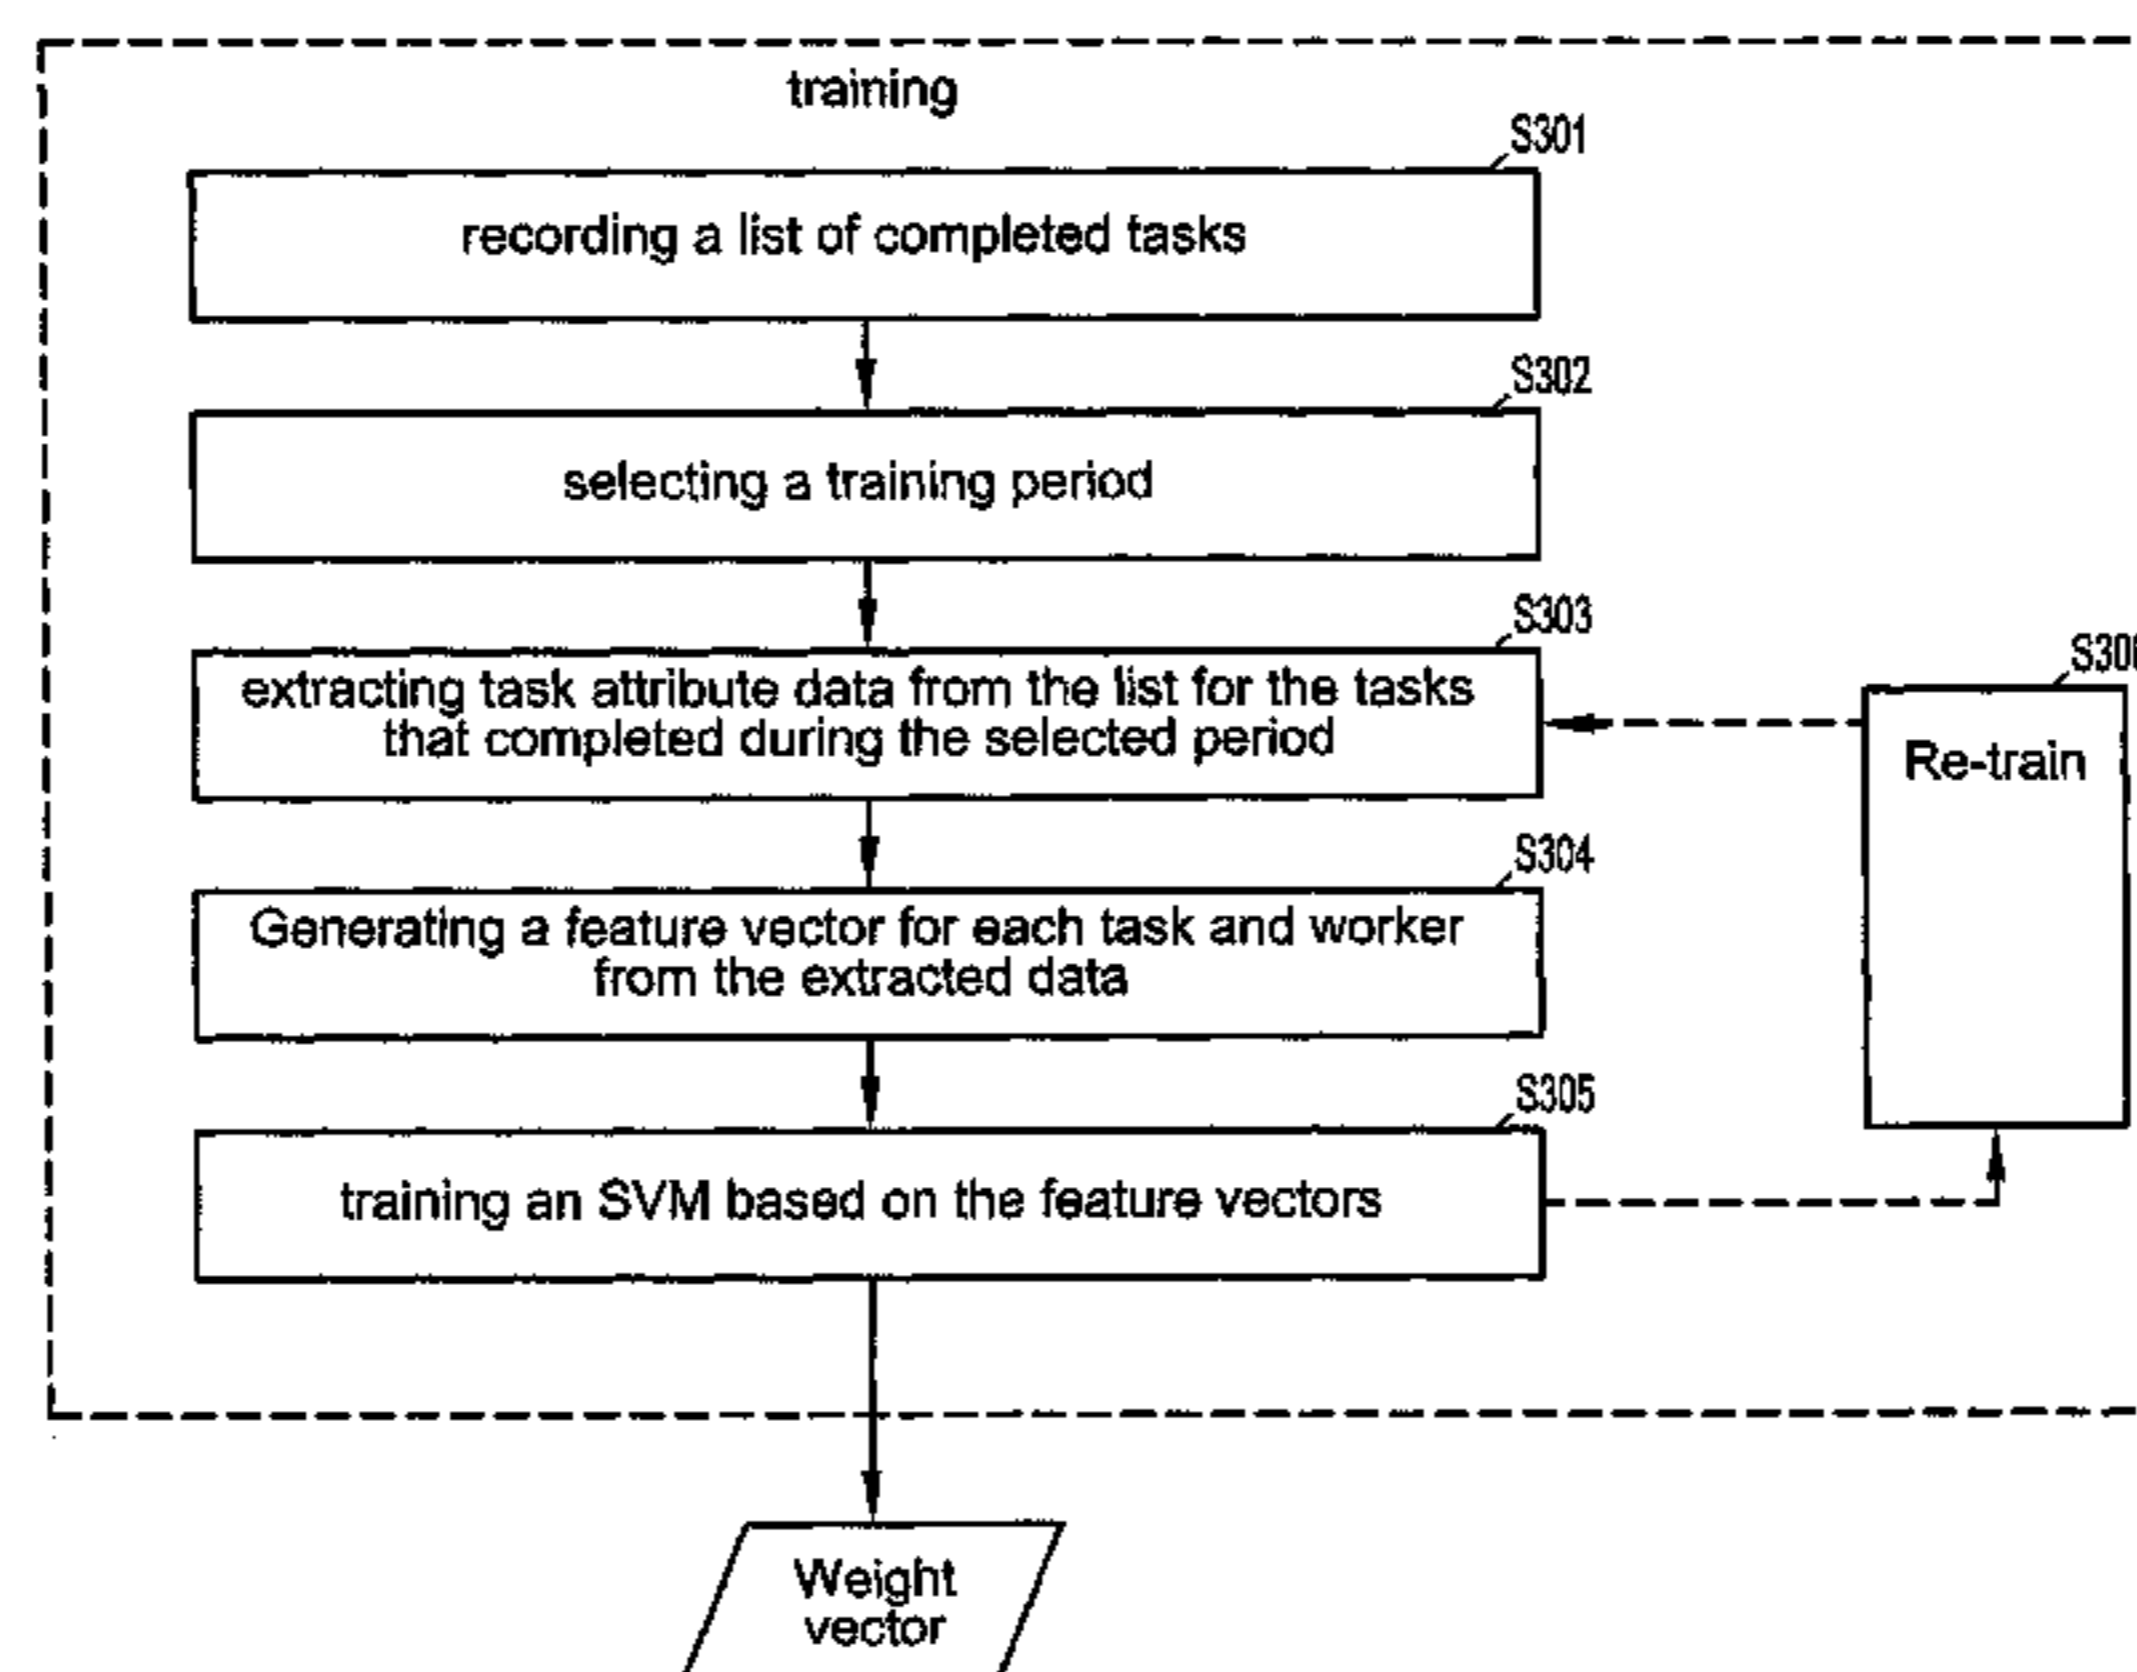 training
S301
recording a list of completed tasks
S302
selecting a training period
S303
extracting task attribute data from the list for the tasks
that completed during the selected period
Re-train
S304
Generating a feature vector for each task and worker
from the extracted data
S305
training an SVM based on the feature vectors
Weight
vector